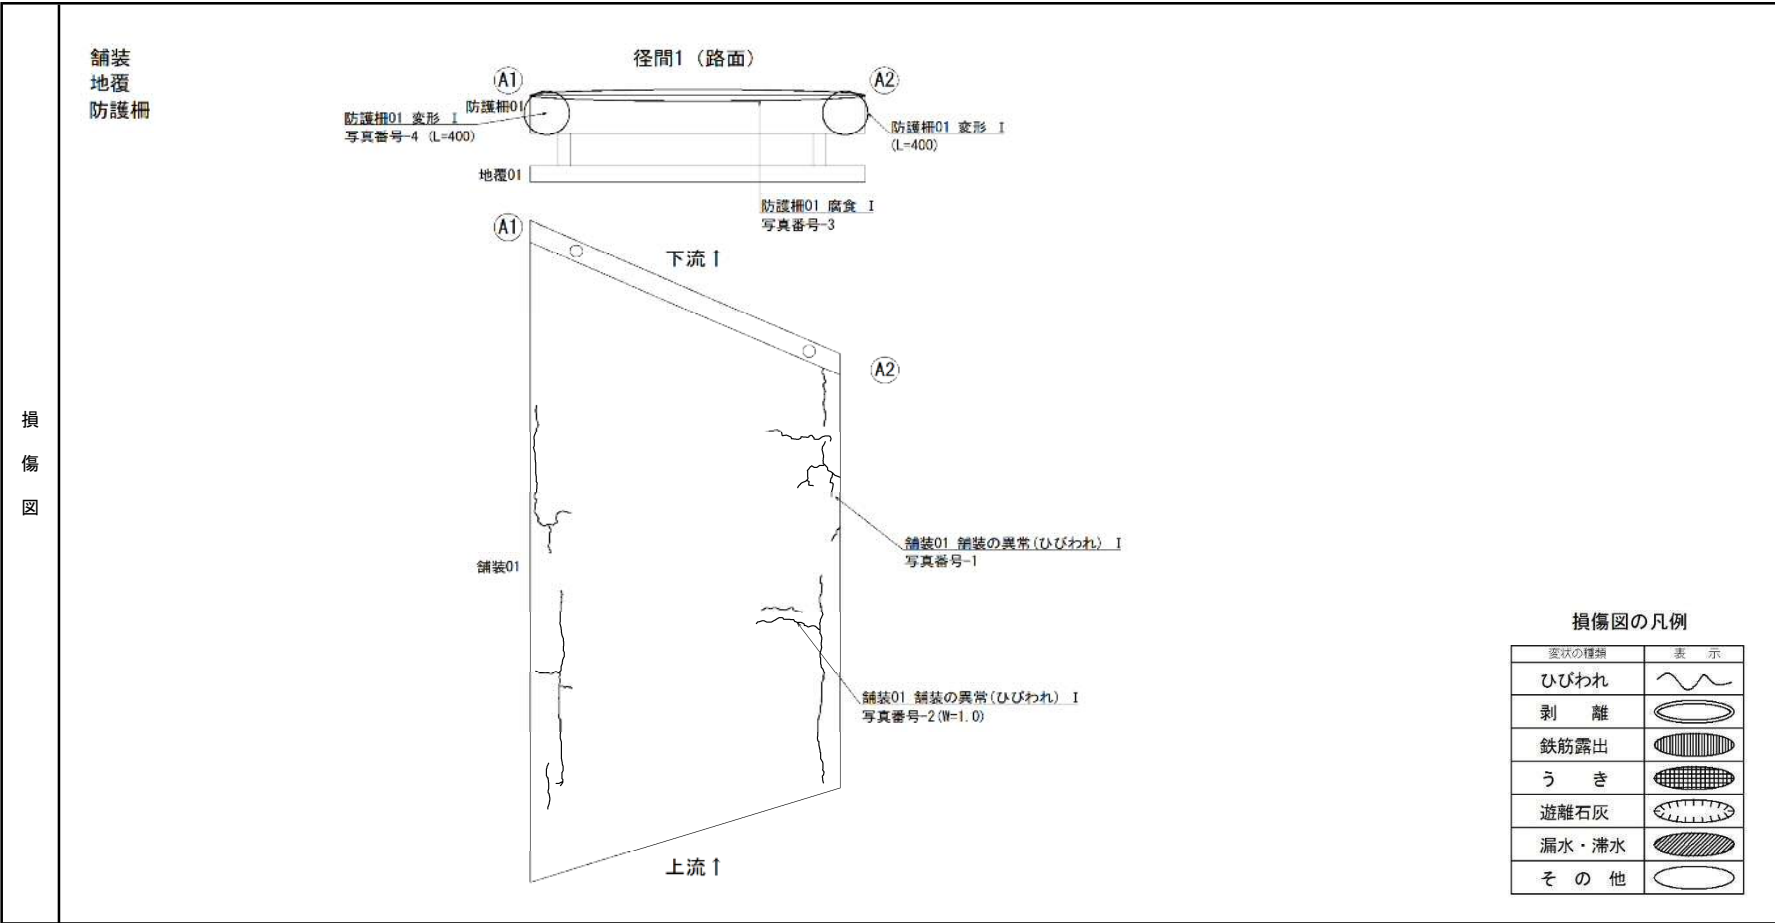 損傷図
舗装
地覆
防護柵
径間1（路面）
A1
A2
防護柵01
防護柵01 変形 Ⅰ
写真番号-4 (L=400)
防護柵01 変形 Ⅰ
(L=400)
地覆01
防護柵01 腐食 Ⅰ
写真番号-3
A1
下流↑
A2
舗装01 舗装の異常(ひびわれ) Ⅰ
写真番号-1
舗装01
舗装01 舗装の異常(ひびわれ) Ⅰ
写真番号-2(W=1.0)
上流↑
損傷図の凡例
変状の種類 表 示
ひびわれ
剥 離
鉄筋露出
う き
遊離石灰
漏水・滞水
そ の 他